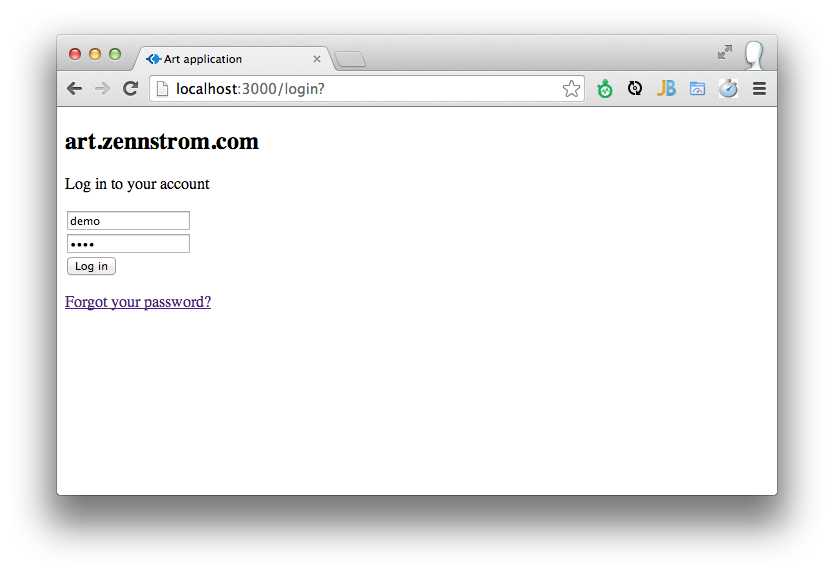 Art application
localhost:3000/login?
JB
art.zennstrom.com
Log in to your account
demo
••••
Log in
Forgot your password?